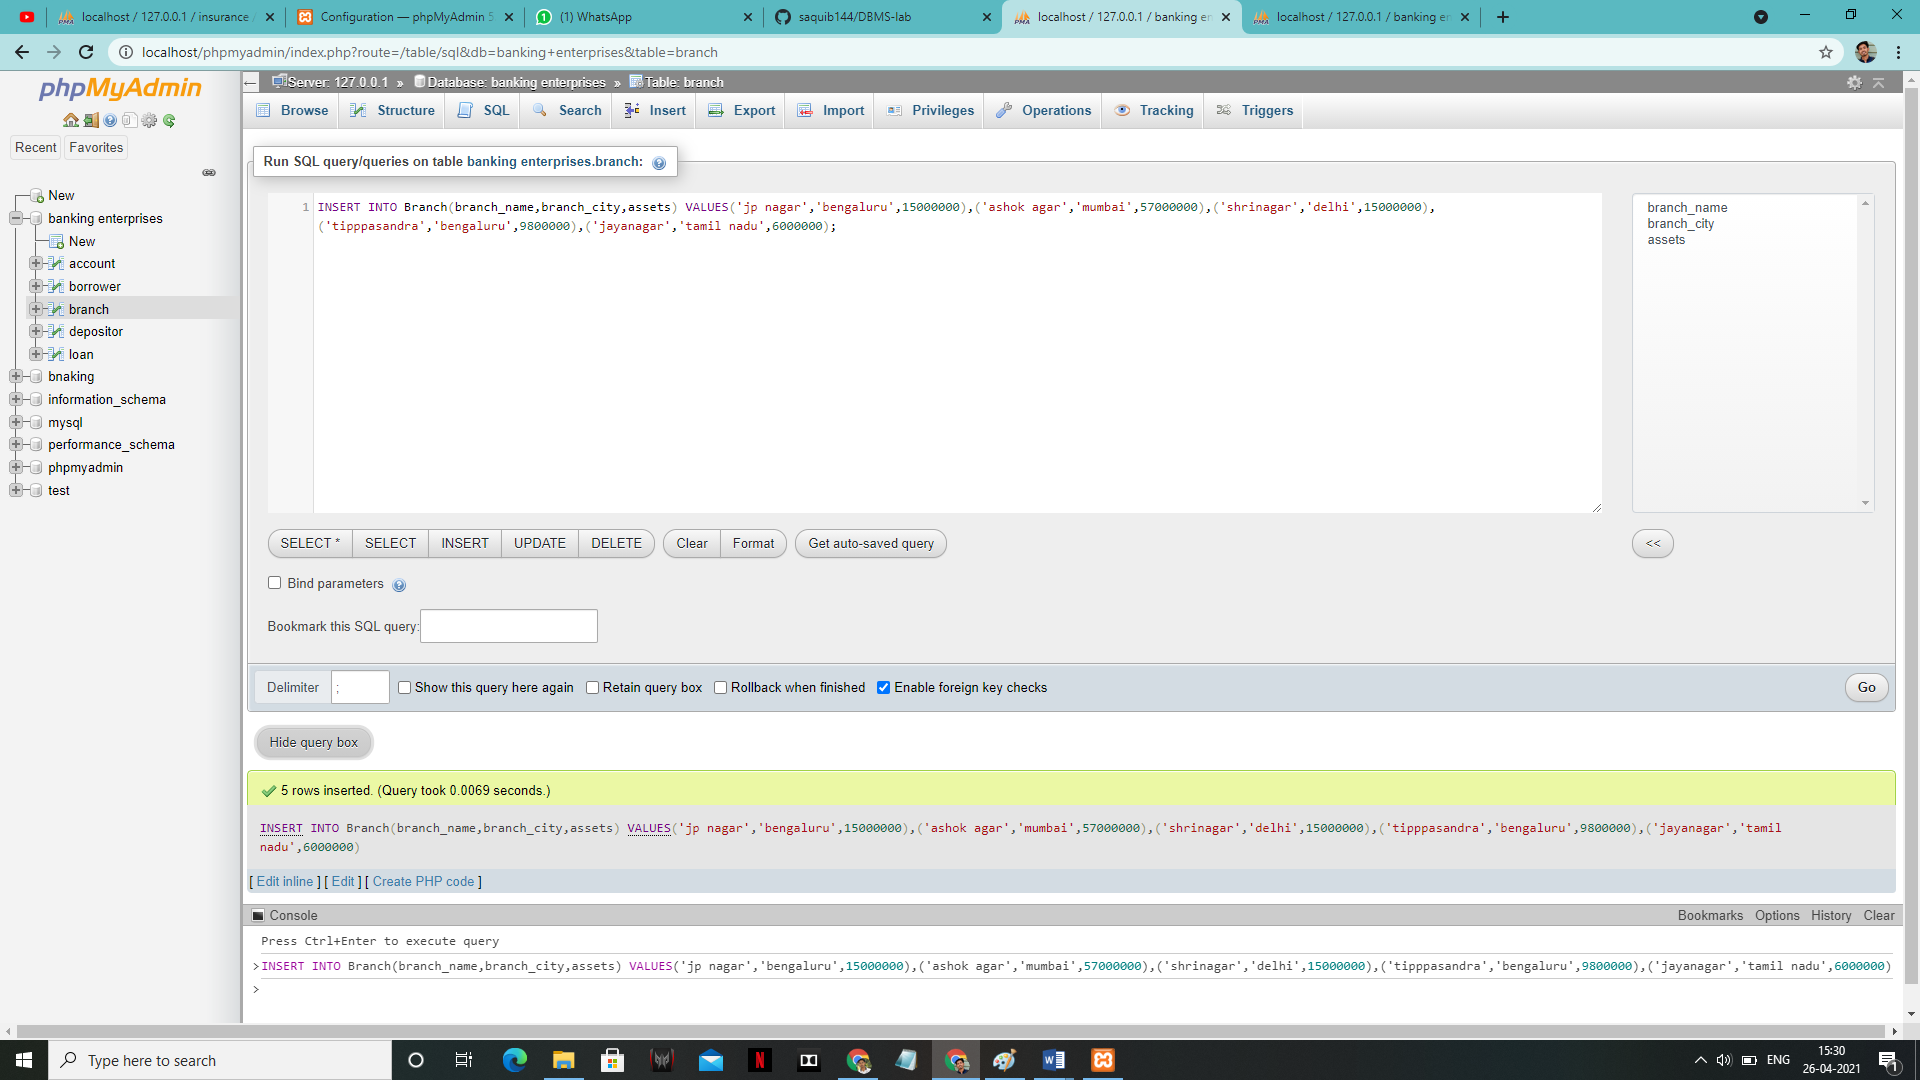 localhost / 127.0.0.1 / insurance /
Configuration — phpMyAdmin 5
(1) WhatsApp
saquib144/DBMS-lab
localhost / 127.0.0.1 / banking en
localhost / 127.0.0.1 / banking en
localhost/phpmyadmin/index.php?route=/table/sql&db=banking+enterprises&table=branch
phpMyAdmin
Recent
Favorites
New
banking enterprises
New
account
borrower
branch
depositor
loan
bnaking
information_schema
mysql
performance_schema
phpmyadmin
test
Server: 127.0.0.1 » Database: banking enterprises » Table: branch
Browse
Structure
SQL
Search
Insert
Export
Import
Privileges
Operations
Tracking
Triggers
Run SQL query/queries on table banking enterprises.branch:
1 INSERT INTO Branch(branch_name,branch_city,assets) VALUES('jp nagar','bengaluru',15000000),('ashok agar','mumbai',57000000),('shrinagar','delhi',15000000),
('tipppasandra','bengaluru',9800000),('jayanagar','tamil nadu',6000000);
branch_name
branch_city
assets
SELECT *
SELECT
INSERT
UPDATE
DELETE
Clear
Format
Get auto-saved query
<<
Bind parameters
Bookmark this SQL query:
Delimiter
;
Show this query here again
Retain query box
Rollback when finished
Enable foreign key checks
Go
Hide query box
5 rows inserted. (Query took 0.0069 seconds.)
INSERT INTO Branch(branch_name,branch_city,assets) VALUES('jp nagar','bengaluru',15000000),('ashok agar','mumbai',57000000),('shrinagar','delhi',15000000),('tipppasandra','bengaluru',9800000),('jayanagar','tamil
nadu',6000000)
[ Edit inline ] [ Edit ] [ Create PHP code ]
Console
Bookmarks
Options
History
Clear
Press Ctrl+Enter to execute query
>INSERT INTO Branch(branch_name,branch_city,assets) VALUES('jp nagar','bengaluru',15000000),('ashok agar','mumbai',57000000),('shrinagar','delhi',15000000),('tipppasandra','bengaluru',9800000),('jayanagar','tamil nadu',6000000)
>
Type here to search
ENG
15:30
26-04-2021
1